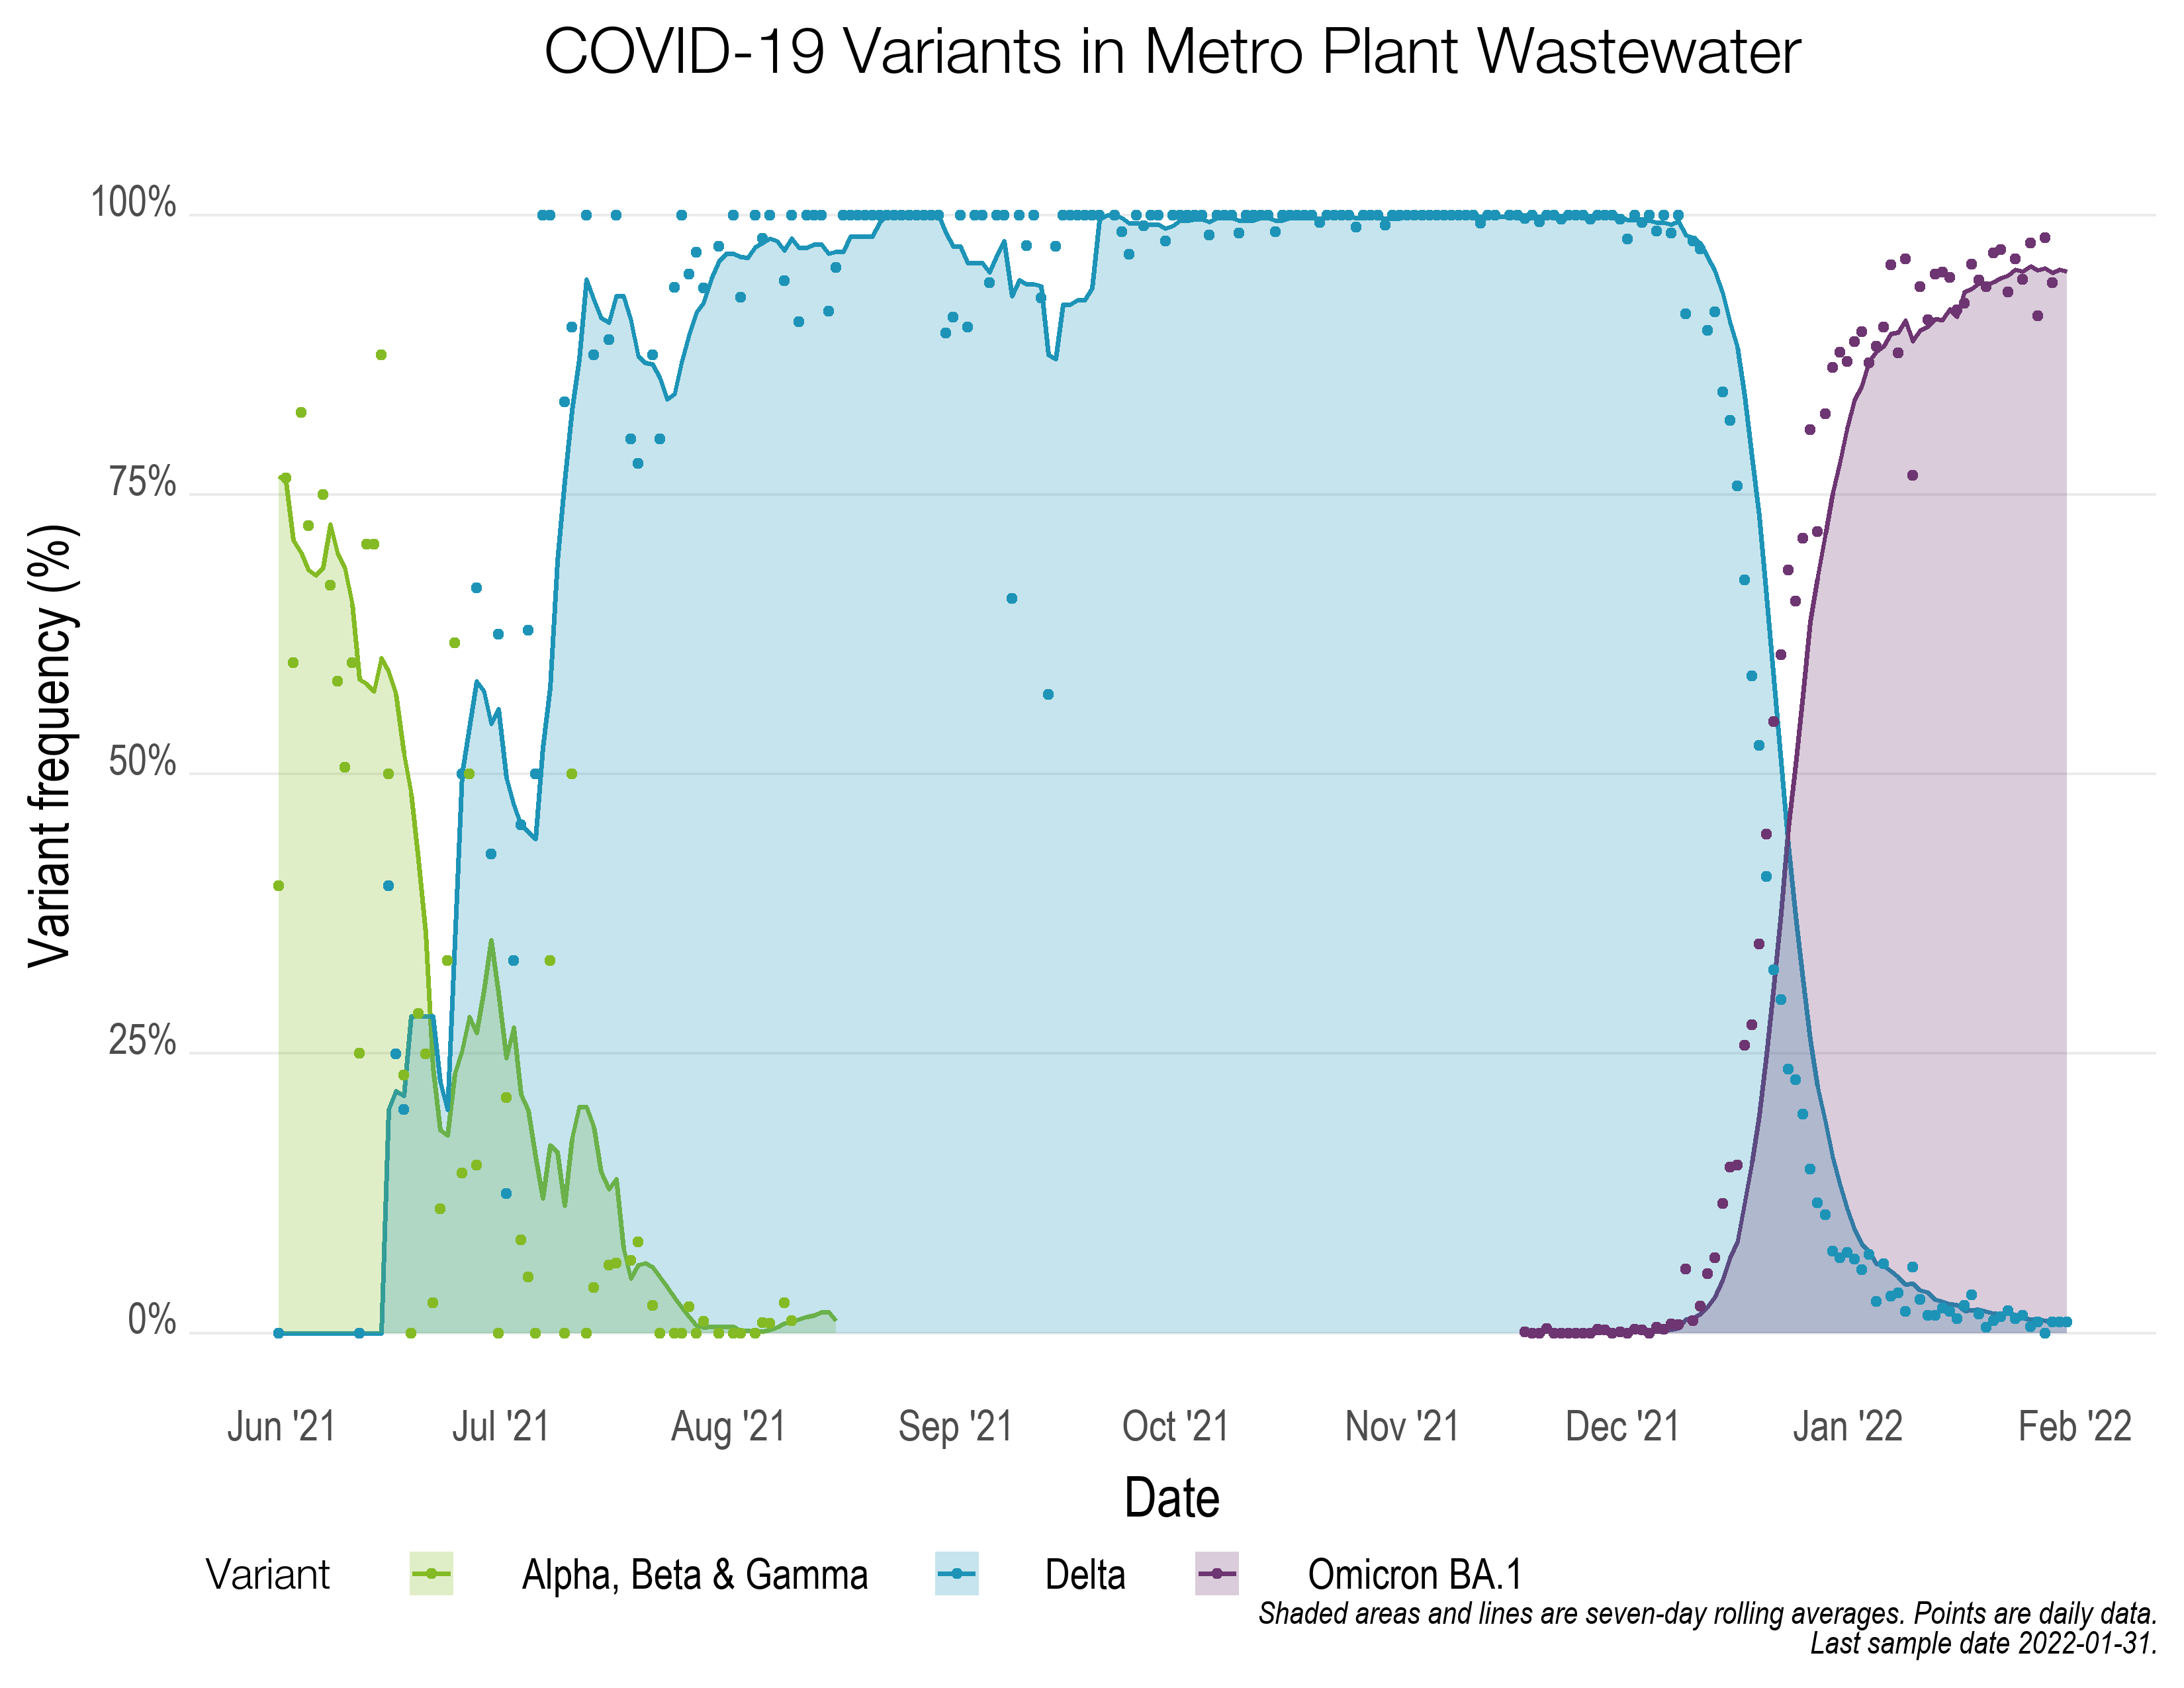 COVID-19 Variants in Metro Plant Wastewater
Variant frequency (%)
100%
75%
50%
25%
0%
Jun '21 Jul '21 Aug '21 Sep '21 Oct '21 Nov '21 Dec '21 Jan '22 Feb '22
Date
Variant Alpha, Beta & Gamma Delta Omicron BA.1
Shaded areas and lines are seven-day rolling averages. Points are daily data.
Last sample date 2022-01-31.